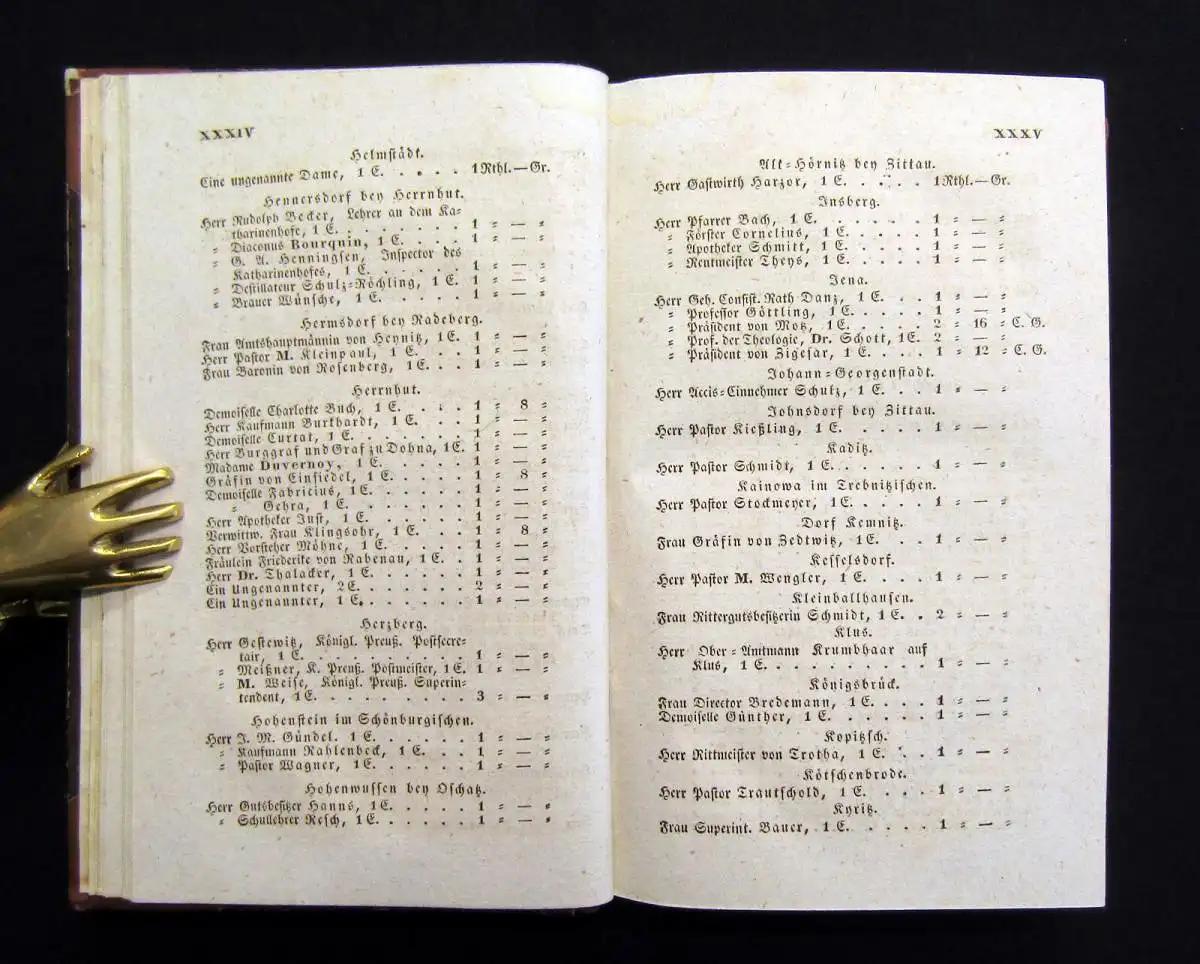 XXXIV
Helmstädt.
Eine ungenannte Dame, 1 E. . . . . 1 Rthl. — Gr.
Hennersdorf bey Herrnhut.
Herr Rudolph Becker, Lehrer an dem Ka-
tharinenhofe, 1 E. . . . . . . . 1 = — =
= Diaconus Bourquin, 1 E. . . . 1 = — =
= G. A. Henningsen, Inspector des
Katharinenhofes, 1 E. . . . . . 1 = — =
= Destillateur Schulz-Röchling, 1 E. 1 = — =
= Brauer Wünsche, 1 E. . . . . . 1 = — =
Hermsdorf bey Radeberg.
Frau Amtshauptmännin von Heynitz, 1 E. 1 = — =
Herr Pastor M. Kleinpaul, 1 E. . . . 1 = — =
Frau Baronin von Rosenberg, 1 E. . . . 1 = — =
Herrnhut.
Demoiselle Charlotte Buch, 1 E. . . . 1 = 8 =
Herr Kaufmann Burkhardt, 1 E. . . . 1 = — =
Demoiselle Curtat, 1 E. . . . . . . 1 = — =
Herr Burggraf und Graf zu Dohna, 1 E. 1 = — =
Madame Duvernoy, 1 E. . . . . . . 1 = — =
Gräfin von Einsiedel, 1 E. . . . . . 1 = 8 =
Demoiselle Fabricius, 1 E. . . . . . 1 = — =
= Gehra, 1 E. . . . . . . 1 = — =
Herr Apotheker Just, 1 E. . . . . . 1 = — =
Verwittw. Frau Klingsohr, 1 E. . . . 1 = 8 =
Herr Vorsteher Möhne, 1 E. . . . . . 1 = — =
Fräulein Friederike von Rabenau, 1 E. . . 1 = — =
Herr Dr. Thalacker, 1 E. . . . . . . 1 = — =
Ein Ungenannter, 2 E. . . . . . . . 2 = — =
Ein Ungenannter, 1 E. . . . . . . . 1 = — =
Herzberg.
Herr Gestewitz, Königl. Preuß. Postsecre-
tair, 1 E. . . . . . . . . . 1 = — =
= Meißner, K. Preuß. Postmeister, 1 E. 1 = — =
= M. Weise, Königl. Preuß. Superin-
tendent, 1 E. . . . . . . . . 3 = — =
Hohenstein im Schönburgischen.
Herr J. M. Gündel. 1 E. . . . . . . 1 = — =
= Kaufmann Rahlenbeck, 1 E. . . . 1 = — =
= Pastor Wagner, 1 E. . . . . . 1 = — =
Hohenwussen bey Oschatz.
Herr Gutsbesitzer Hanns, 1 E. . . . . 1 = — =
= Schullehrer Resch, 1 E. . . . . . 1 = — =
XXXV
Alt-Hörnitz bey Zittau.
Herr Gastwirth Harzor, 1 E. . . . . 1 Rthl. — Gr.
Insberg.
Herr Pfarrer Bach, 1 E. . . . . . . 1 = — =
= Förster Cornelius, 1 E. . . . . . 1 = — =
= Apotheker Schmitt, 1 E. . . . . . 1 = — =
= Rentmeister Theys, 1 E. . . . . . 1 = — =
Jena.
Herr Geh. Consist. Rath Danz, 1 E. . . 1 = — =
= Professor Göttling, 1 E. . . . . . 1 = — =
= Präsident von Motz, 1 E. . . . . 2 = 16 = C. G.
= Prof. der Theologie, Dr. Schott, 1 E. 2 = — =
= Präsident von Zigesar, 1 E. . . . . 1 = 12 = C. G.
Johann-Georgenstadt.
Herr Accis-Einnehmer Schulz, 1 E. . . . 1 = — =
Johnsdorf bey Zittau.
Herr Pastor Kießling, 1 E. . . . . . 1 = — =
Kaditz.
Herr Pastor Schmidt, 1 E. . . . . . . 1 = — =
Kainowa im Trebnitzischen.
Herr Pastor Stockmeyer, 1 E. . . . . . 1 = — =
Dorf Kemnitz.
Frau Gräfin von Zedtwitz, 1 E. . . . . 1 = — =
Kesselsdorf.
Herr Pastor M. Wengler, 1 E. . . . . 1 = — =
Kleinballhausen.
Frau Rittergutsbesitzerin Schmidt, 1 E. . 2 = — =
Klus.
Herr Ober-Amtmann Krumbhaar auf
Klus, 1 E. . . . . . . . . . 1 = — =
Königsbrück.
Frau Director Bredemann, 1 E. . . . . 1 = — =
Demoiselle Günther, 1 E. . . . . . . 1 = — =
Kopitzsch.
Herr Rittmeister von Trotha, 1 E. . . . 1 = — =
Kötschenbrode.
Herr Pastor Trautschold, 1 E. . . . . 1 = — =
Kyritz.
Frau Superint. Bauer, 1 E. . . . . . 1 = — =